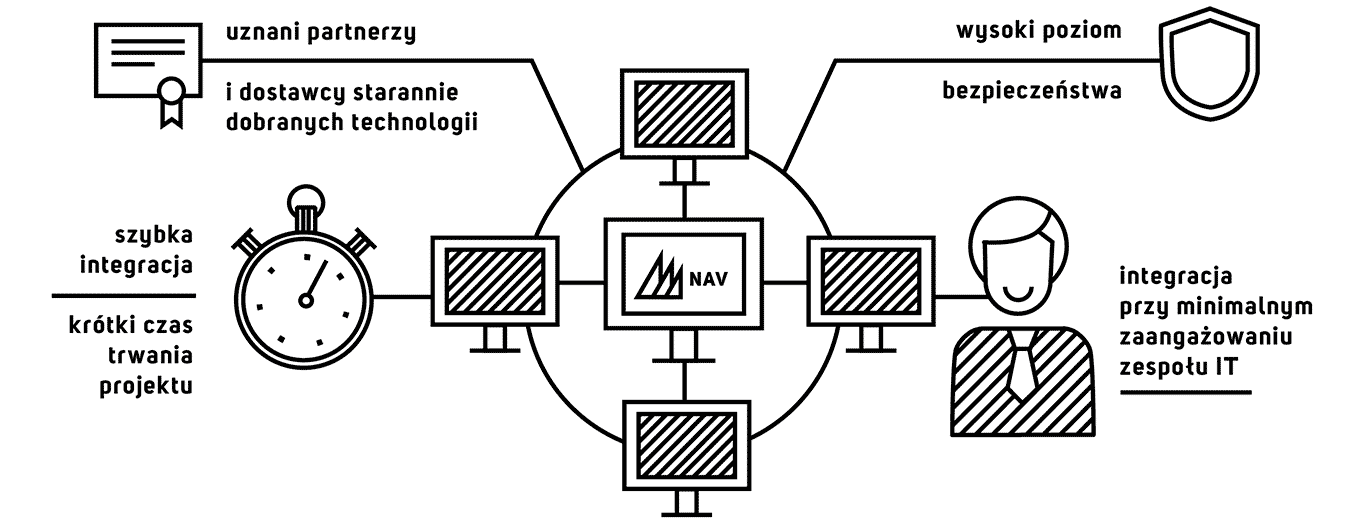 uznani partnerzy
i dostawcy starannie
dobranych technologii
wysoki poziom
bezpieczeństwa
szybka
integracja
krótki czas
trwania
projektu
NAV
integracja
przy minimalnym
zaangażowaniu
zespołu IT